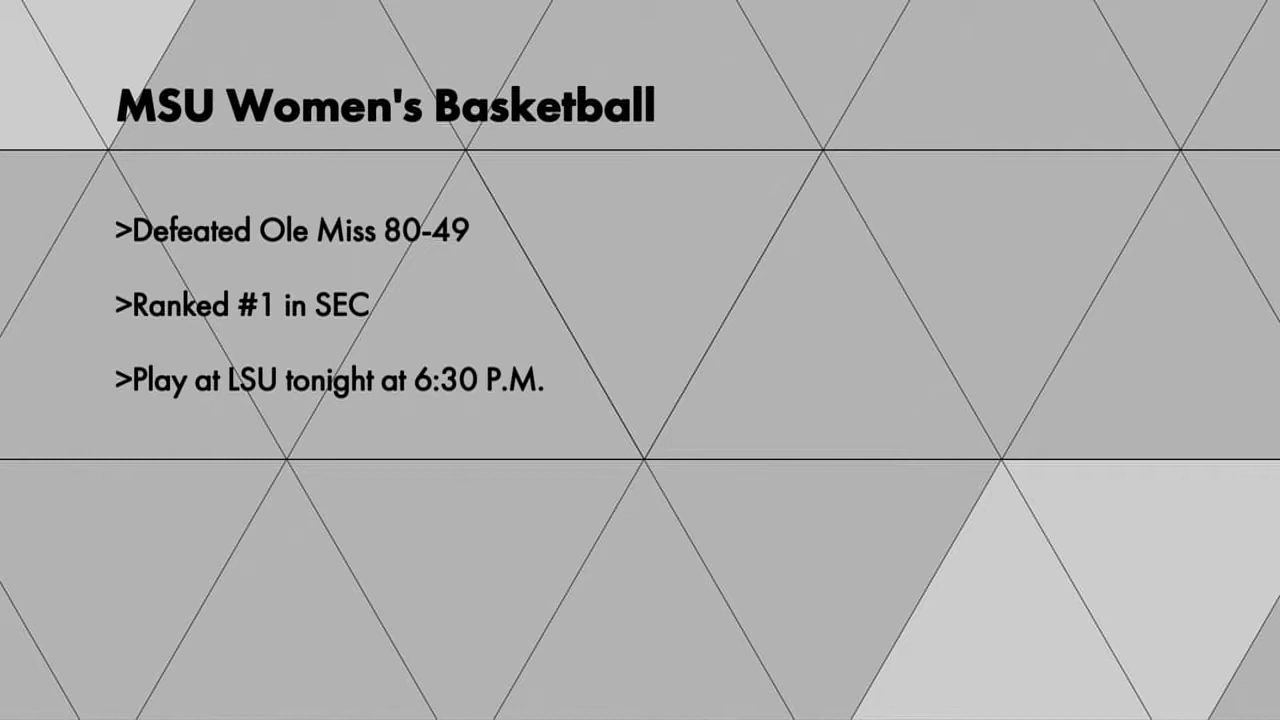 MSU Women's Basketball
>Defeated Ole Miss 80-49
>Ranked #1 in SEC
>Play at LSU tonight at 6:30 P.M.